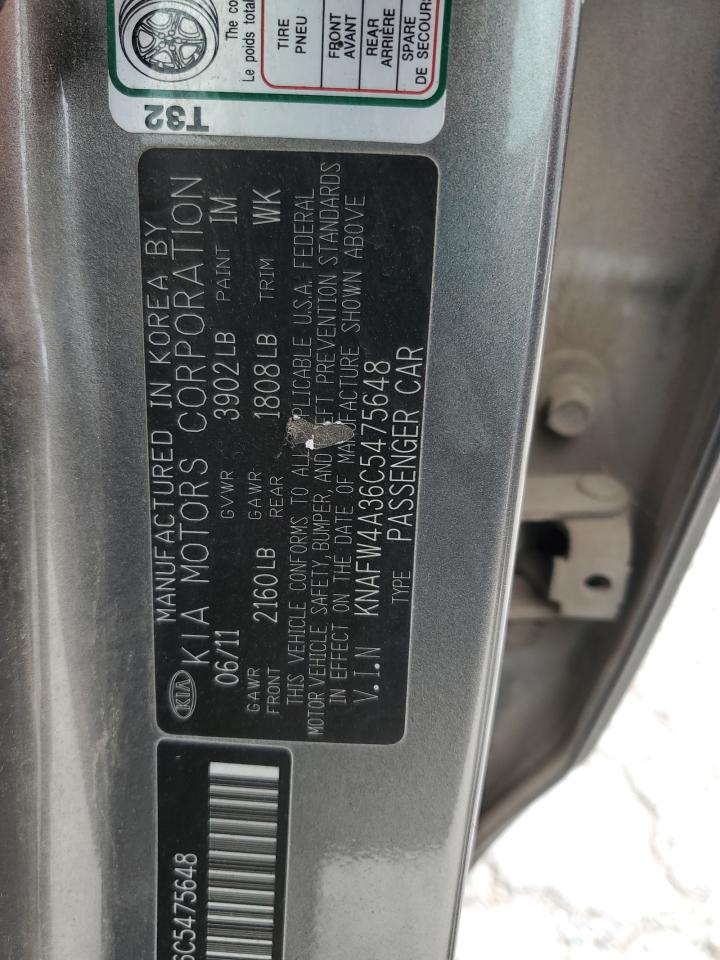 The co
Le poids total
TIRE
PNEU
FRONT
AVANT
REAR
ARRIÈRE
SPARE
DE SECOURS
T32
MANUFACTURED IN KOREA BY
KIA KIA MOTORS CORPORATION
06/11 GVWR 3902LB PAINT IM
GAWR FRONT 2160LB GAWR REAR 1808LB TRIM WK
THIS VEHICLE CONFORMS TO ALL APPLICABLE U.S.A. FEDERAL
MOTOR VEHICLE SAFETY, BUMPER, AND THEFT PREVENTION STANDARDS
IN EFFECT ON THE DATE OF MANUFACTURE SHOWN ABOVE
V.I.N KNAFW4A36C5475648
TYPE PASSENGER CAR
6C5475648